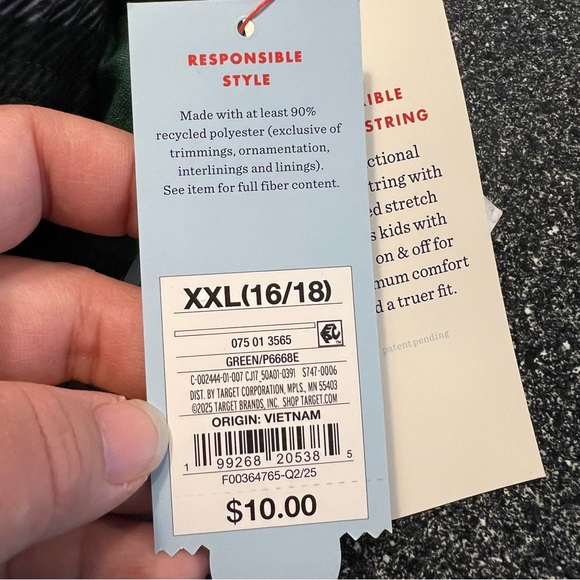 RESPONSIBLE
STYLE
Made with at least 90%
recycled polyester (exclusive of
trimmings, ornamentation,
interlinings and linings).
See item for full fiber content.
XXL(16/18)
075 01 3565
GREEN/P6668E
C-002444-01-007 CJ17_50A01-0391 S747-0006
DIST. BY TARGET CORPORATION, MPLS., MN 55403
©2025 TARGET BRANDS, INC. SHOP TARGET.COM
ORIGIN: VIETNAM
1 99268 20538 5
F00364765-Q2/25
$10.00
IBLE
STRING
ctional
tring with
ed stretch
s kids with
on & off for
mum comfort
d a truer fit.
patent pending